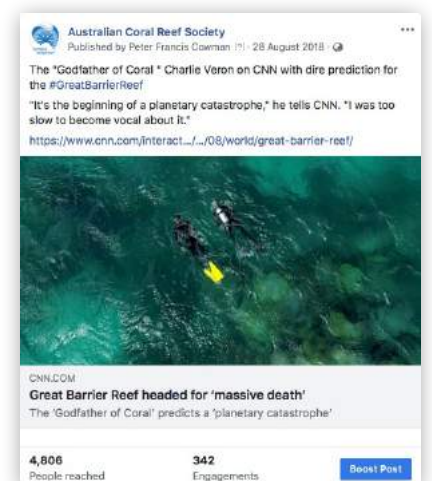 Australian Coral Reef Society
Published by Peter Francis Cowman [?] · 28 August 2018 ·
The "Godfather of Coral " Charlie Veron on CNN with dire prediction for
the #GreatBarrierReef
"It's the beginning of a planetary catastrophe," he tells CNN. "I was too
slow to become vocal about it."
https://www.cnn.com/interact.../.../08/world/great-barrier-reef/
CNN.COM
Great Barrier Reef headed for 'massive death'
The 'Godfather of Coral' predicts a 'planetary catastrophe'
4,806
People reached
342
Engagements
Boost Post